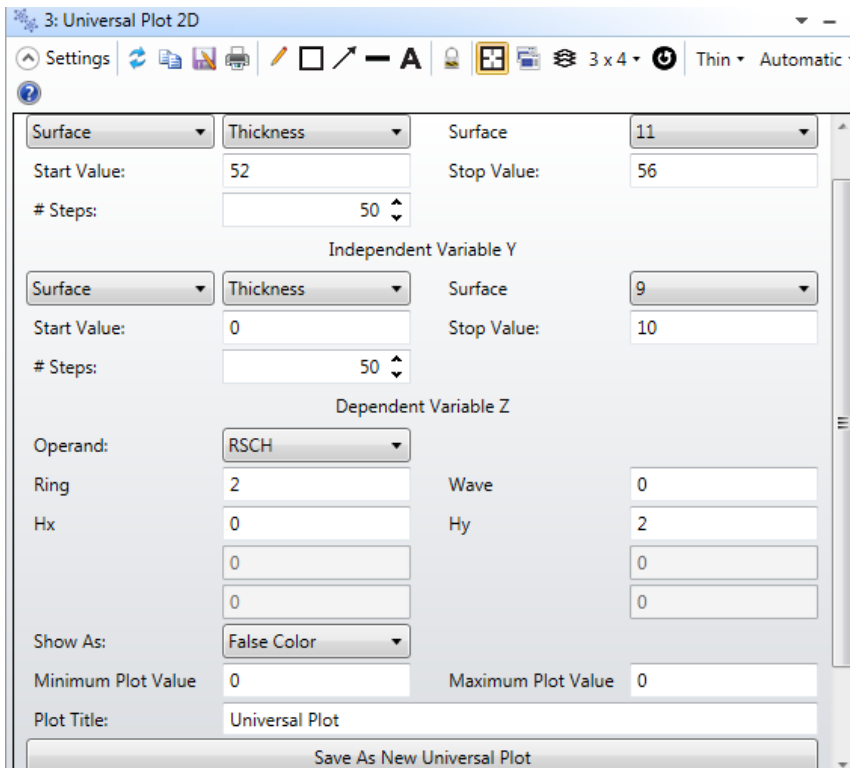 3: Universal Plot 2D
Settings A 3 x 4 Thin Automatic
?
Surface Thickness Surface 11
Start Value: 52 Stop Value: 56
# Steps: 50
Independent Variable Y
Surface Thickness Surface 9
Start Value: 0 Stop Value: 10
# Steps: 50
Dependent Variable Z
Operand: RSCH
Ring 2 Wave 0
Hx 0 Hy 2
0 0
0 0
Show As: False Color
Minimum Plot Value 0 Maximum Plot Value 0
Plot Title: Universal Plot
Save As New Universal Plot